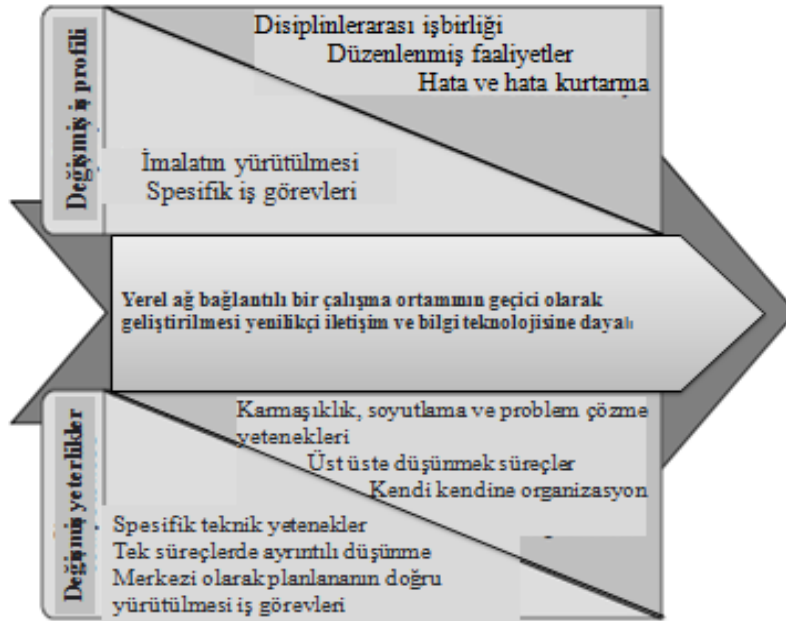 Değişmiş iş profili
Disiplinlerarası işbirliği
Düzenlenmiş faaliyetler
Hata ve hata kurtarma
İmalatın yürütülmesi
Spesifik iş görevleri
Yerel ağ bağlantılı bir çalışma ortamının geçici olarak
geliştirilmesi yenilikçi iletişim ve bilgi teknolojisine dayalı
Değişmiş yeterlikler
Karmaşıklık, soyutlama ve problem çözme
yetenekleri
Üst üste düşünmek süreçler
Kendi kendine organizasyon
Spesifik teknik yetenekler
Tek süreçlerde ayrıntılı düşünme
Merkezi olarak planlananın doğru
yürütülmesi iş görevleri